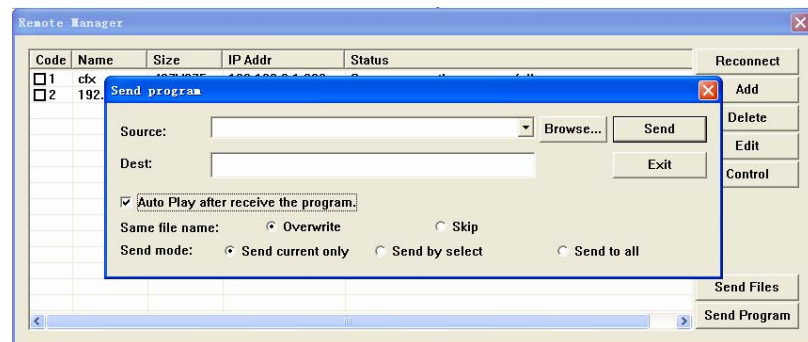 Remote Manager
Code Name Size IP Addr Status
Reconnect
1 cfx
Add
2 192.
Send program
Delete
Source:
Browse...
Send
Edit
Dest:
Exit
Control
Auto Play after receive the program.
Same file name: Overwrite Skip
Send mode: Send current only Send by select Send to all
Send Files
Send Program